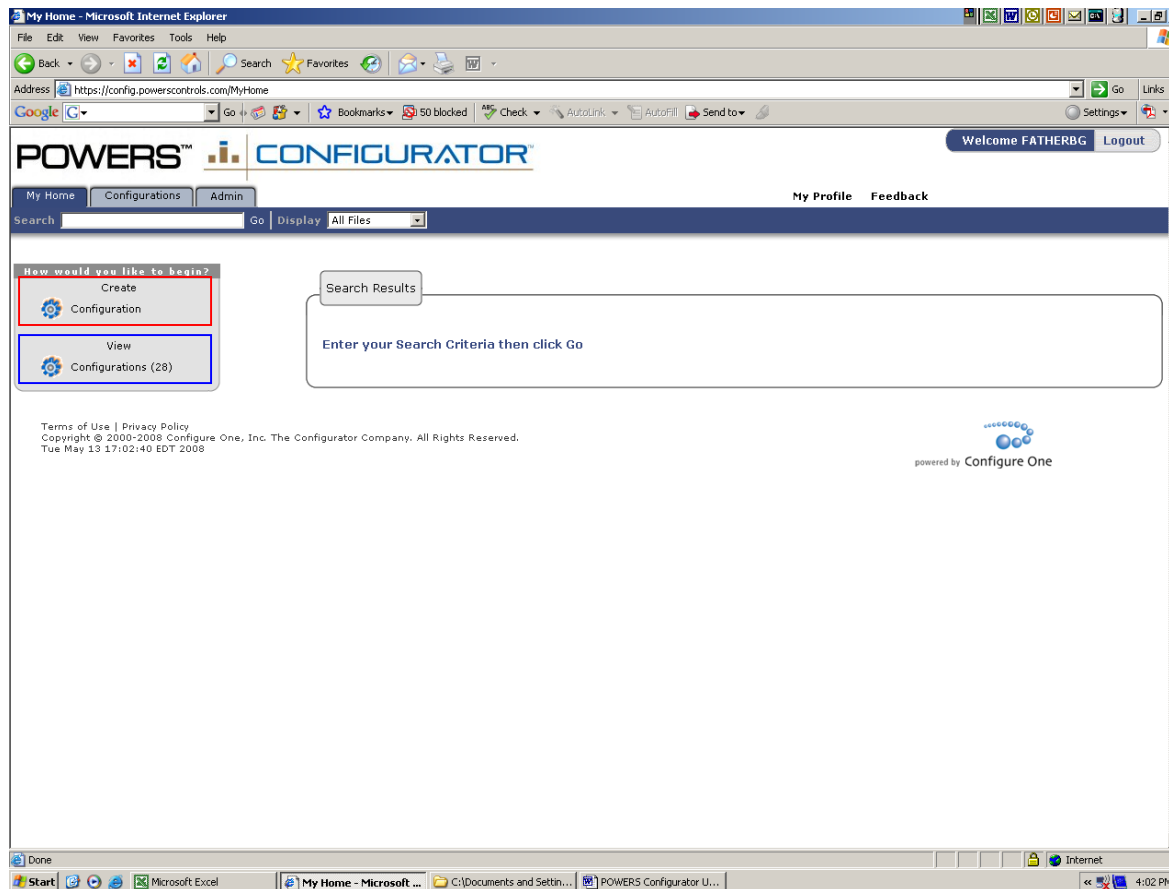 My Home - Microsoft Internet Explorer
File Edit View Favorites Tools Help
Back Search Favorites
Address https://config.powerscontrols.com/MyHome Go Links
Google G Go Bookmarks 50 blocked ABC Check AutoLink AutoFill Send to Settings
POWERS™ CONFIGURATOR™
Welcome FATHERBG Logout
My Home Configurations Admin My Profile Feedback
Search Go Display All Files
How would you like to begin?
Create
Configuration
View
Configurations (28)
Search Results
Enter your Search Criteria then click Go
Terms of Use | Privacy Policy
Copyright © 2000-2008 Configure One, Inc. The Configurator Company. All Rights Reserved.
Tue May 13 17:02:40 EDT 2008
powered by Configure One
Done Internet
Start Microsoft Excel My Home - Microsoft ... C:\Documents and Settin... POWERS Configurator U... 4:02 PM